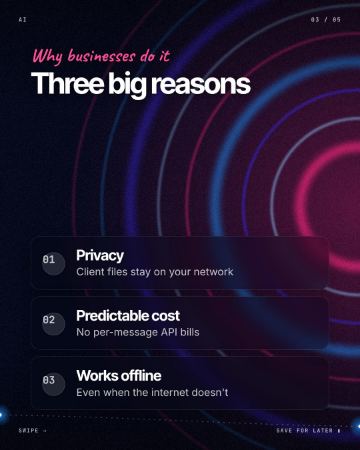 AI
03 / 05
Why businesses do it
Three big reasons
01
Privacy
Client files stay on your network
02
Predictable cost
No per-message API bills
03
Works offline
Even when the internet doesn't
SWIPE →
SAVE FOR LATER